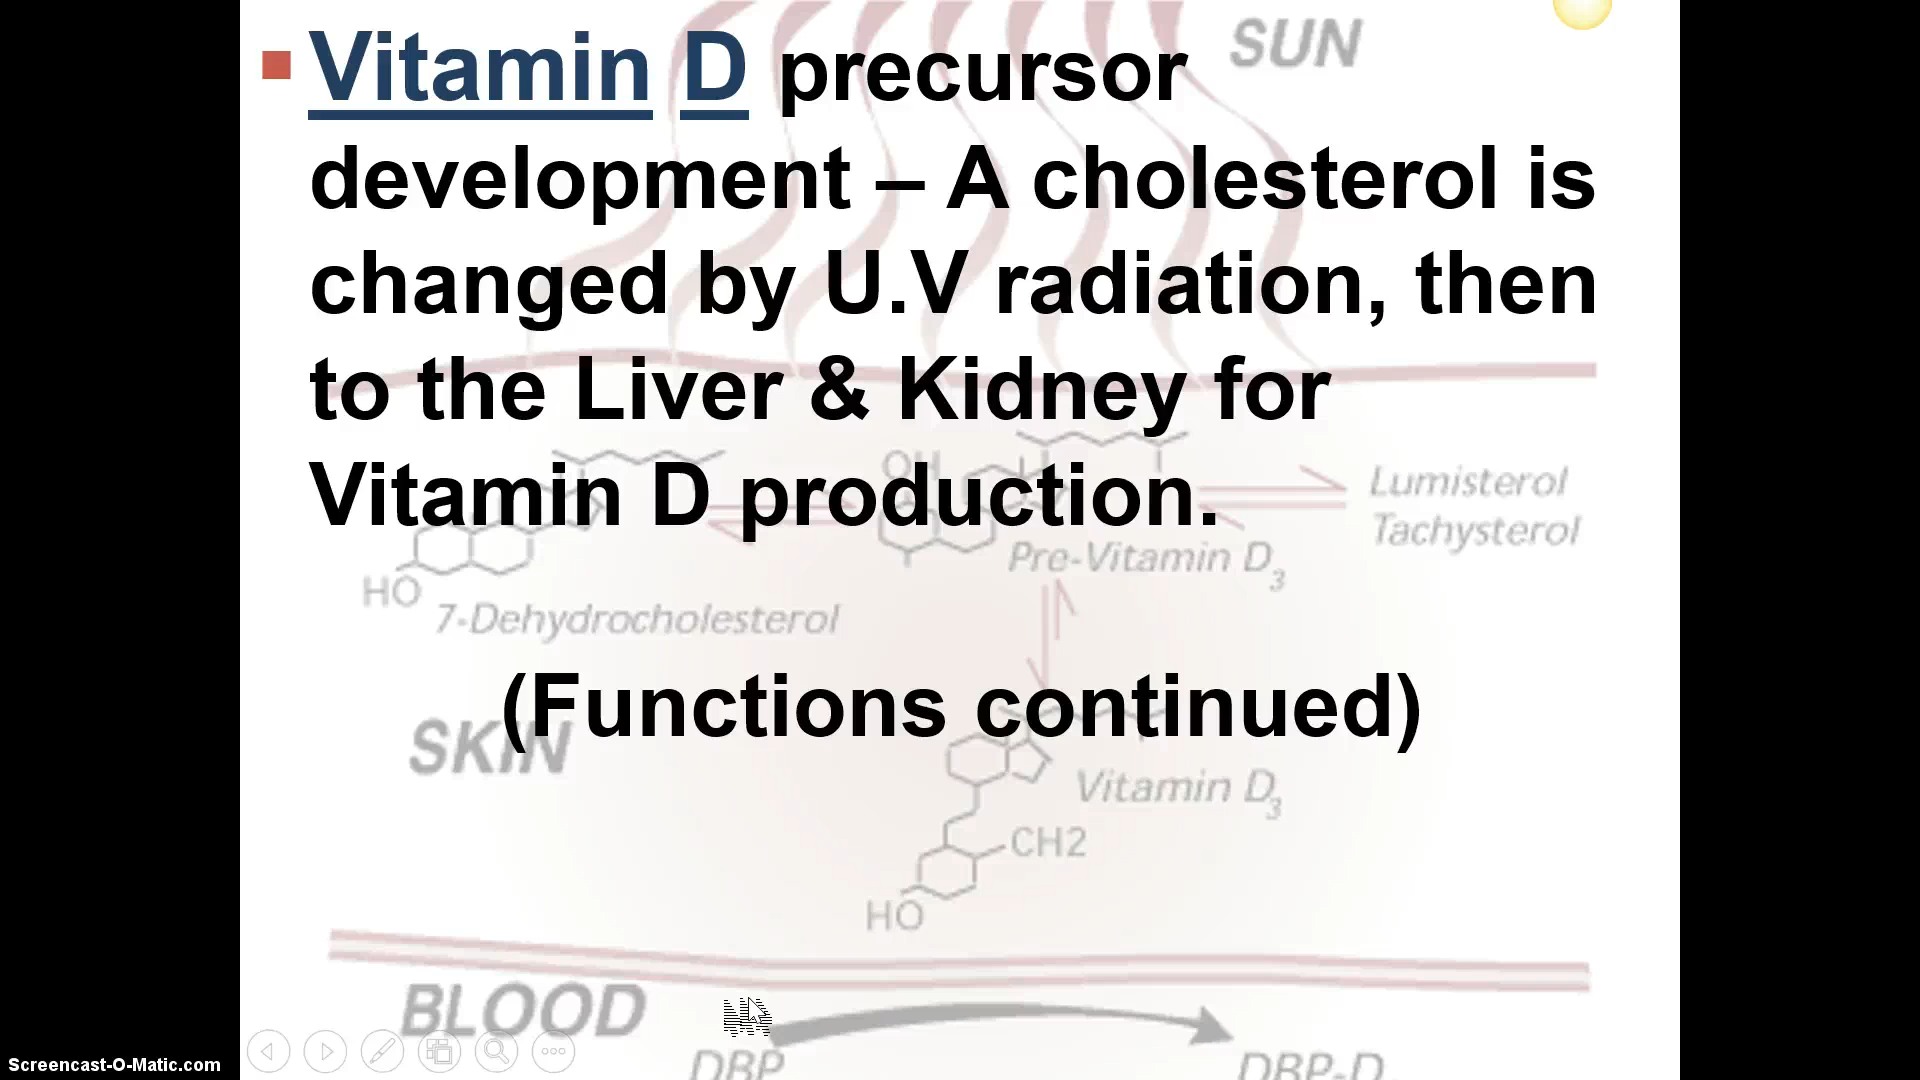 Vitamin D precursor
SUN
development – A cholesterol is
changed by U.V radiation, then
to the Liver & Kidney for
Vitamin D production.
OH
Lumisterol
Tachysterol
Pre-Vitamin D3
HO
7-Dehydrocholesterol
(Functions continued)
SKIN
Vitamin D3
CH2
HO
BLOOD
DBP
DBP-D
Screencast-O-Matic.com